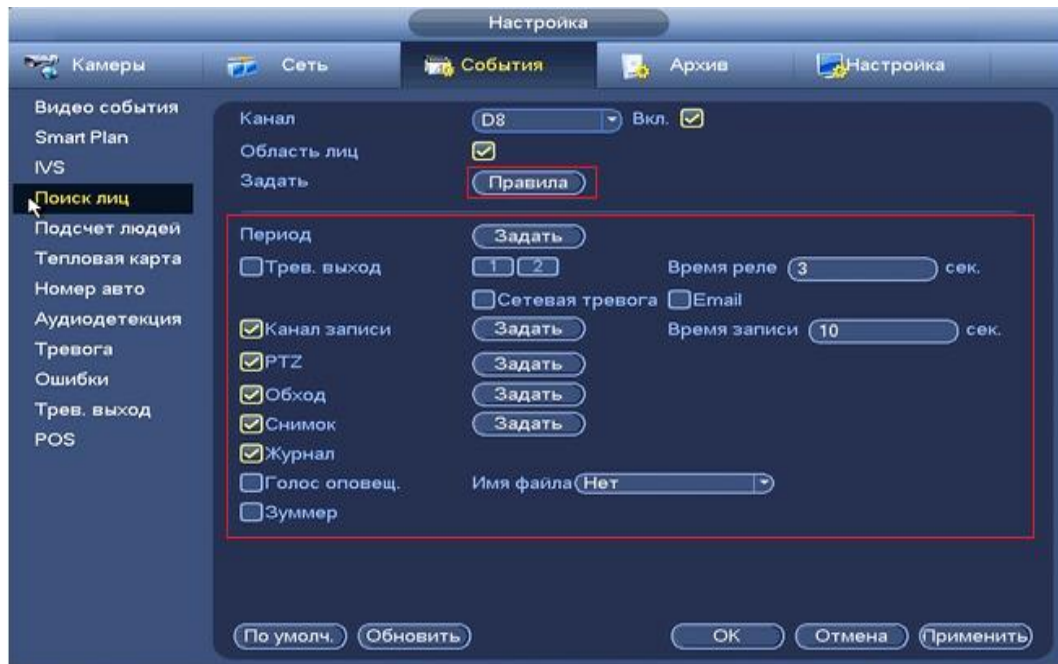 Настройка
Камеры Сеть События Архив Настройка
Видео события
Smart Plan
IVS
Поиск лиц
Подсчет людей
Тепловая карта
Номер авто
Аудиодетекция
Тревога
Ошибки
Трев. выход
POS
Канал D8 Вкл.
Область лиц
Задать Правила
Период Задать
Трев. выход 1 2 Время реле 3 сек.
Сетевая тревога Email
Канал записи Задать Время записи 10 сек.
PTZ Задать
Обход Задать
Снимок Задать
Журнал
Голос оповещ. Имя файла Нет
Зуммер
По умолч. Обновить OK Отмена Применить